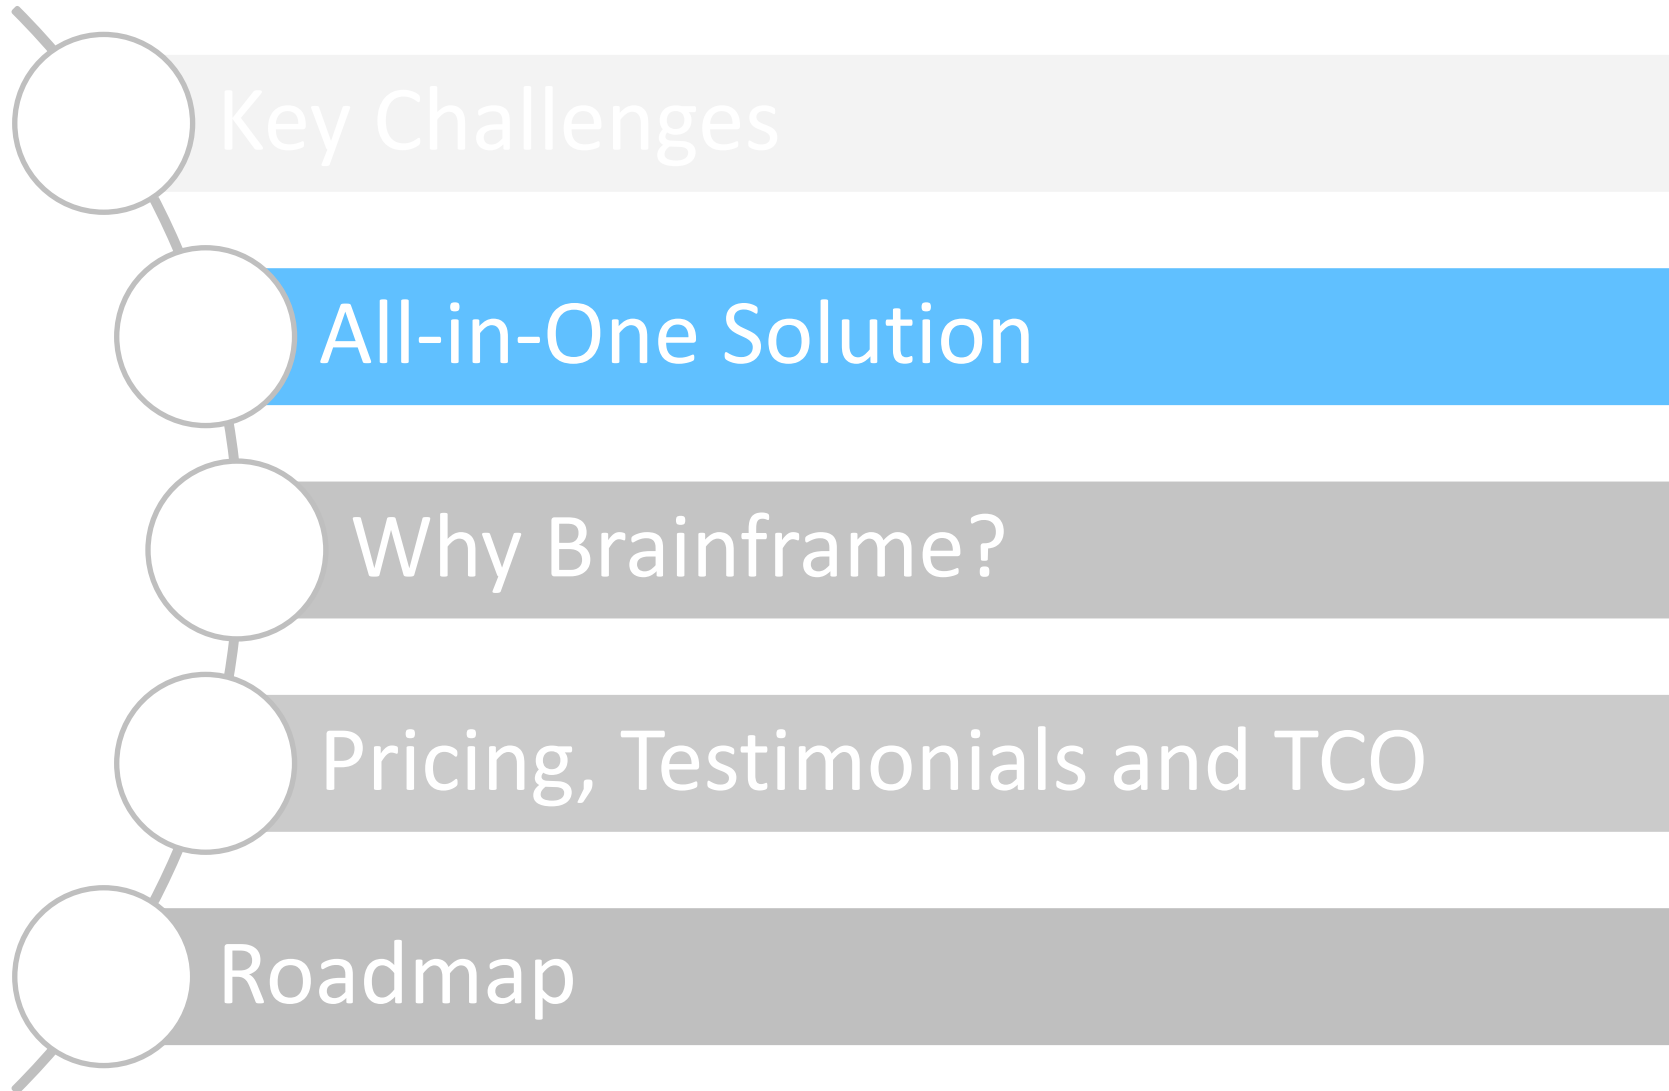 Key Challenges
All-in-One Solution
Why Brainframe?
Pricing, Testimonials and TCO
Roadmap